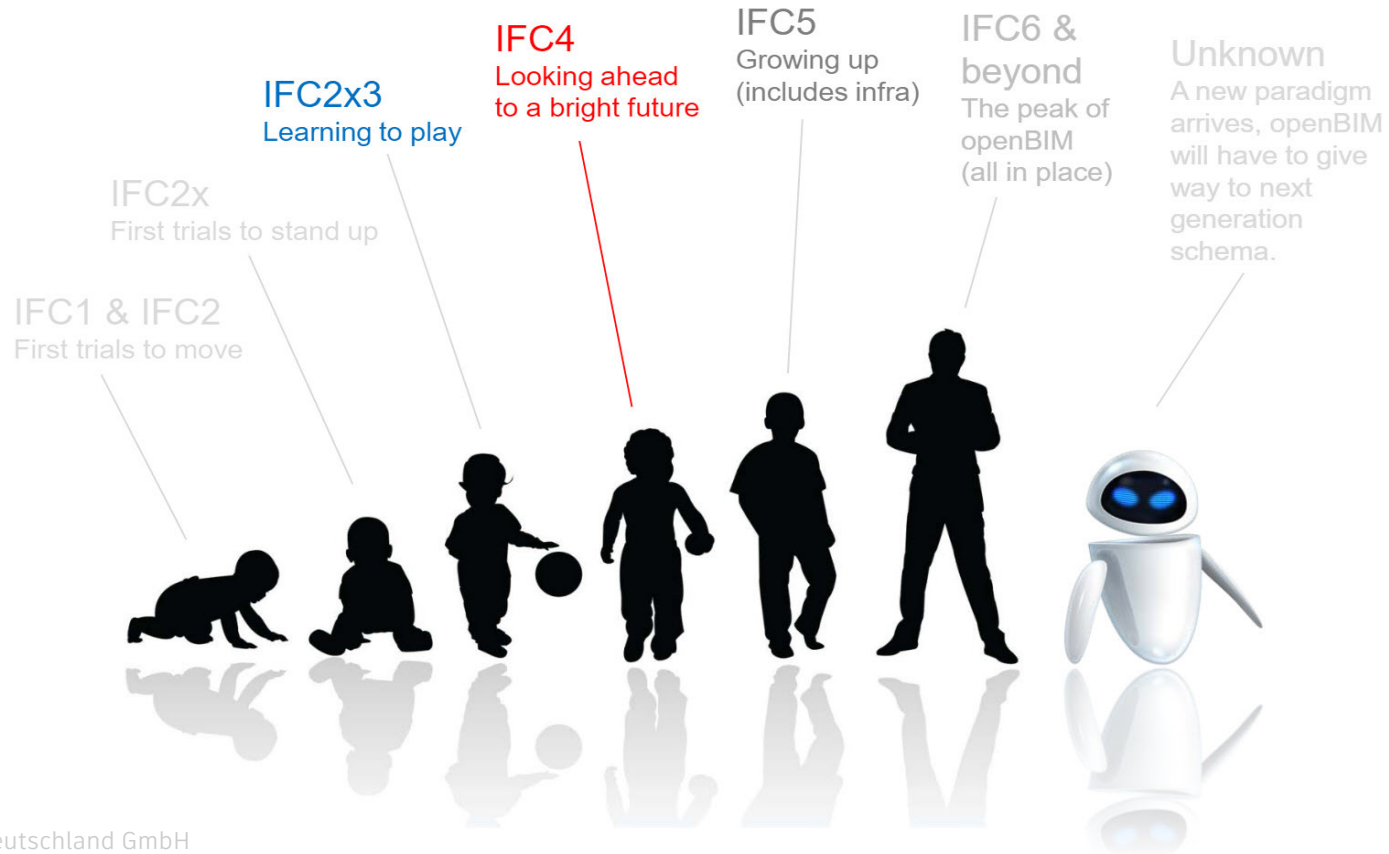 IFC1 & IFC2
First trials to move
IFC2x
First trials to stand up
IFC2x3
Learning to play
IFC4
Looking ahead
to a bright future
IFC5
Growing up
(includes infra)
IFC6 &
beyond
The peak of
openBIM
(all in place)
Unknown
A new paradigm
arrives, openBIM
will have to give
way to next
generation
schema.
eutschland GmbH